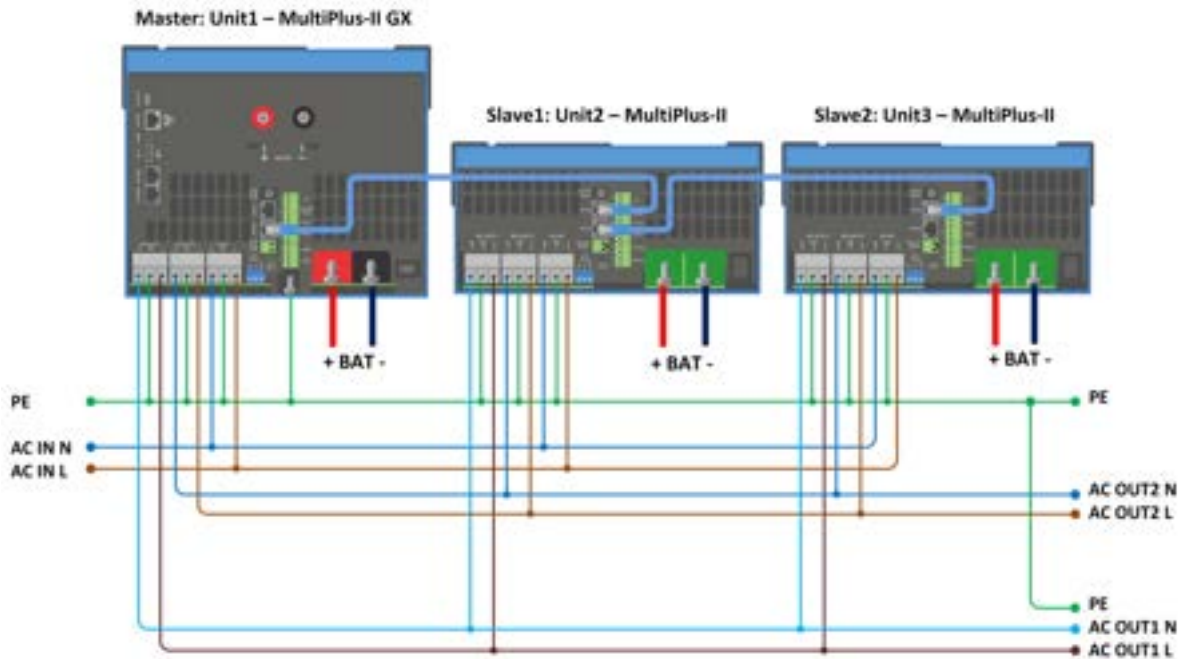 Master: Unit1 – MultiPlus-II GX
Slave1: Unit2 – MultiPlus-II
Slave2: Unit3 – MultiPlus-II
+ BAT -
+ BAT -
+ BAT -
PE
PE
AC IN N
AC IN L
AC OUT2 N
AC OUT2 L
PE
AC OUT1 N
AC OUT1 L